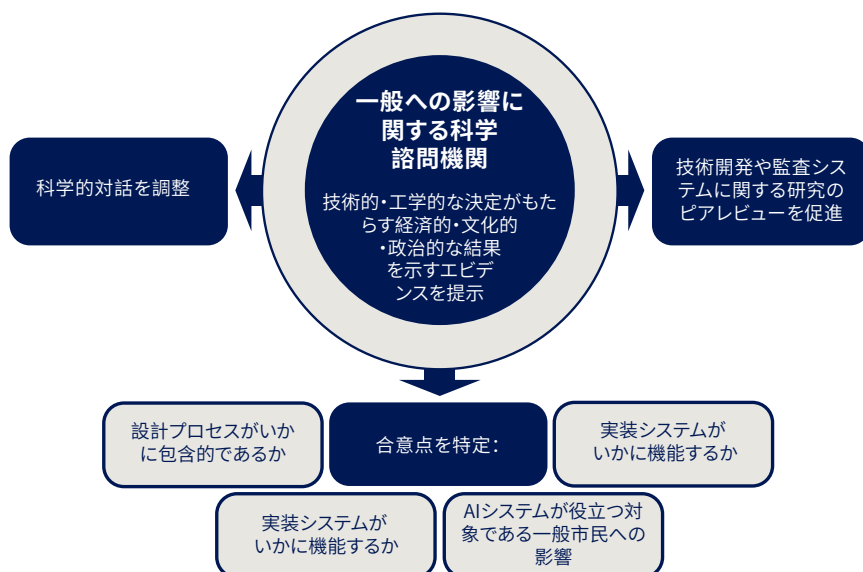 一般への影響に
関する科学
諮問機関
技術的・工学的な決定がもた
らす経済的・文化的
・政治的な結果
を示すエビデ
ンスを提示
科学的対話を調整
技術開発や監査シス
テムに関する研究の
ピアレビューを促進
設計プロセスがいか
に包含的であるか
合意点を特定：
実装システムが
いかに機能するか
実装システムが
いかに機能するか
AIシステムが役立つ対
象である一般市民への
影響